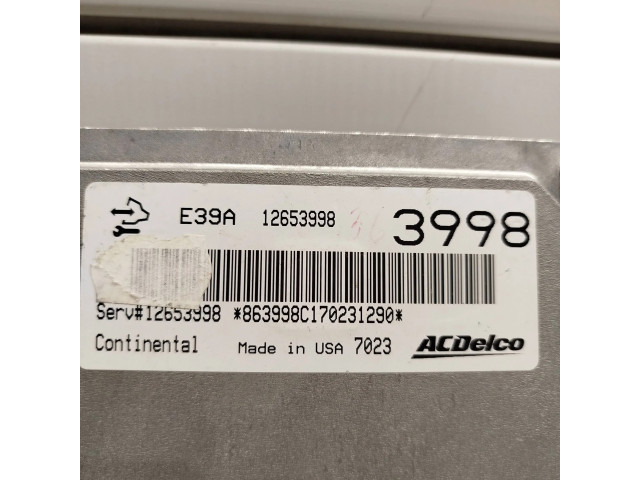 E39A 12653998 3998
Serv#12653998 *863998C170231290*
Continental Made in USA 7023 ACDelco